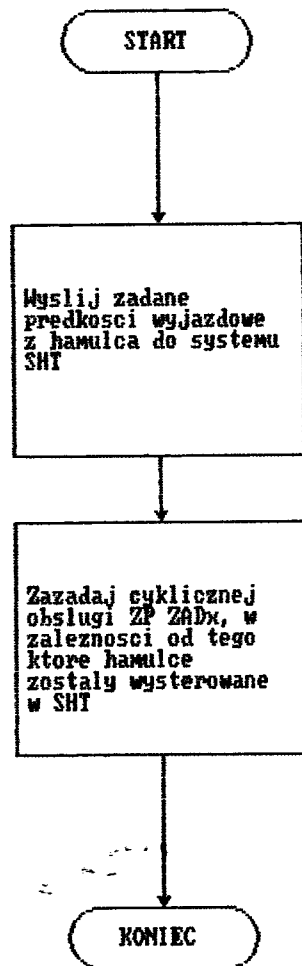 START
Wyslij zadane
predkosci wyjazdowe
z hamulca do systemu
SHT
Zazadaj cyklicznej
obslugi ZP ZADx, w
zaleznosci od tego
ktore hamulce
zostaly wysterowane
w SHT
KONIEC